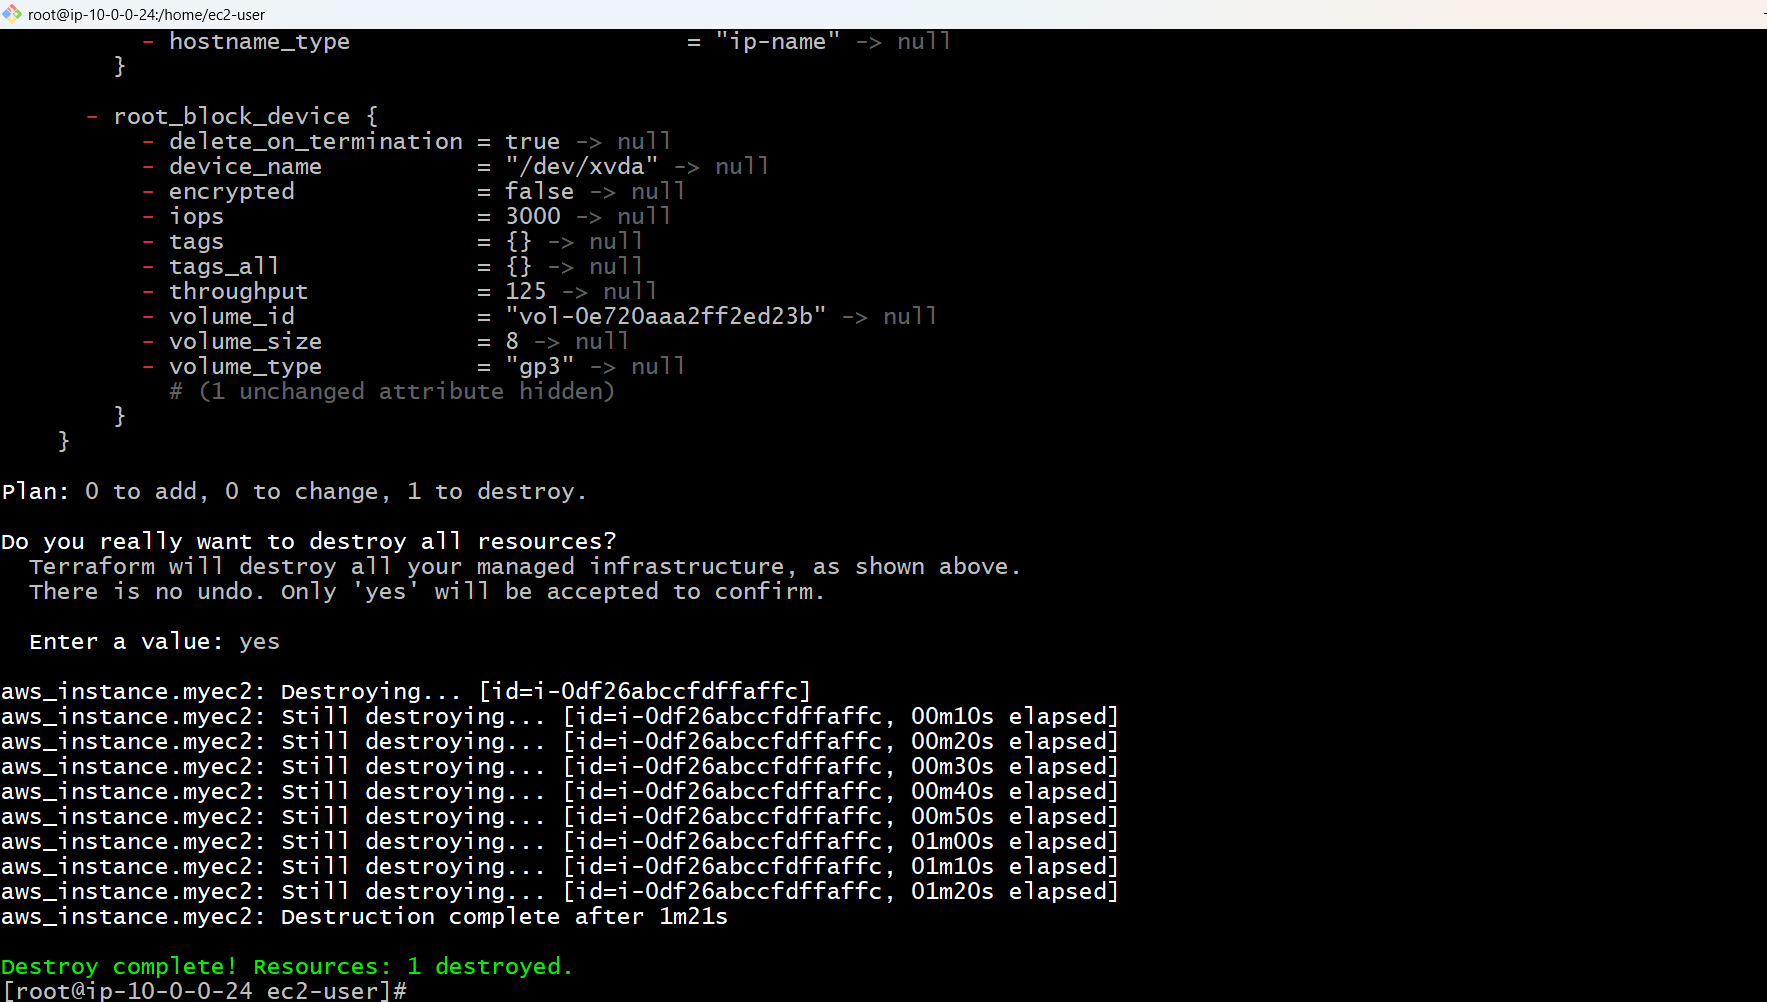 root@ip-10-0-0-24:/home/ec2-user
- hostname_type = "ip-name" -> null
}
- root_block_device {
- delete_on_termination = true -> null
- device_name = "/dev/xvda" -> null
- encrypted = false -> null
- iops = 3000 -> null
- tags = {} -> null
- tags_all = {} -> null
- throughput = 125 -> null
- volume_id = "vol-0e720aaa2ff2ed23b" -> null
- volume_size = 8 -> null
- volume_type = "gp3" -> null
# (1 unchanged attribute hidden)
}
}
Plan: 0 to add, 0 to change, 1 to destroy.
Do you really want to destroy all resources?
Terraform will destroy all your managed infrastructure, as shown above.
There is no undo. Only 'yes' will be accepted to confirm.
Enter a value: yes
aws_instance.myec2: Destroying... [id=i-0df26abccfdffaffc]
aws_instance.myec2: Still destroying... [id=i-0df26abccfdffaffc, 00m10s elapsed]
aws_instance.myec2: Still destroying... [id=i-0df26abccfdffaffc, 00m20s elapsed]
aws_instance.myec2: Still destroying... [id=i-0df26abccfdffaffc, 00m30s elapsed]
aws_instance.myec2: Still destroying... [id=i-0df26abccfdffaffc, 00m40s elapsed]
aws_instance.myec2: Still destroying... [id=i-0df26abccfdffaffc, 00m50s elapsed]
aws_instance.myec2: Still destroying... [id=i-0df26abccfdffaffc, 01m00s elapsed]
aws_instance.myec2: Still destroying... [id=i-0df26abccfdffaffc, 01m10s elapsed]
aws_instance.myec2: Still destroying... [id=i-0df26abccfdffaffc, 01m20s elapsed]
aws_instance.myec2: Destruction complete after 1m21s
Destroy complete! Resources: 1 destroyed.
[root@ip-10-0-0-24 ec2-user]#